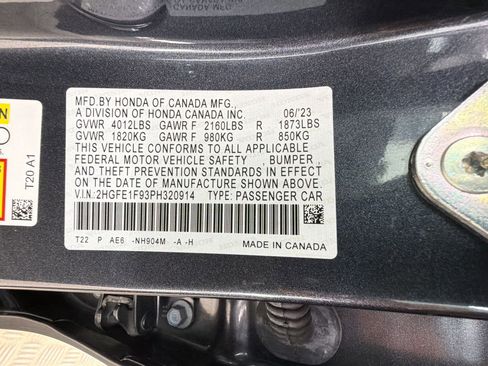 MFD.BY HONDA OF CANADA MFG.,
A DIVISION OF HONDA CANADA INC. 06/'23
GVWR 4012LBS GAWR F 2160LBS R 1873LBS
GVWR 1820KG GAWR F 980KG R 850KG
THIS VEHICLE CONFORMS TO ALL APPLICABLE
FEDERAL MOTOR VEHICLE SAFETY , BUMPER ,
AND THEFT PREVENTION STANDARDS IN EFFECT
ON THE DATE OF MANUFACTURE SHOWN ABOVE.
V.I.N.:2HGFE1F93PH320914 TYPE: PASSENGER CAR
T22 P AE6 -NH904M -A -H
MADE IN CANADA
ON
T20 A1